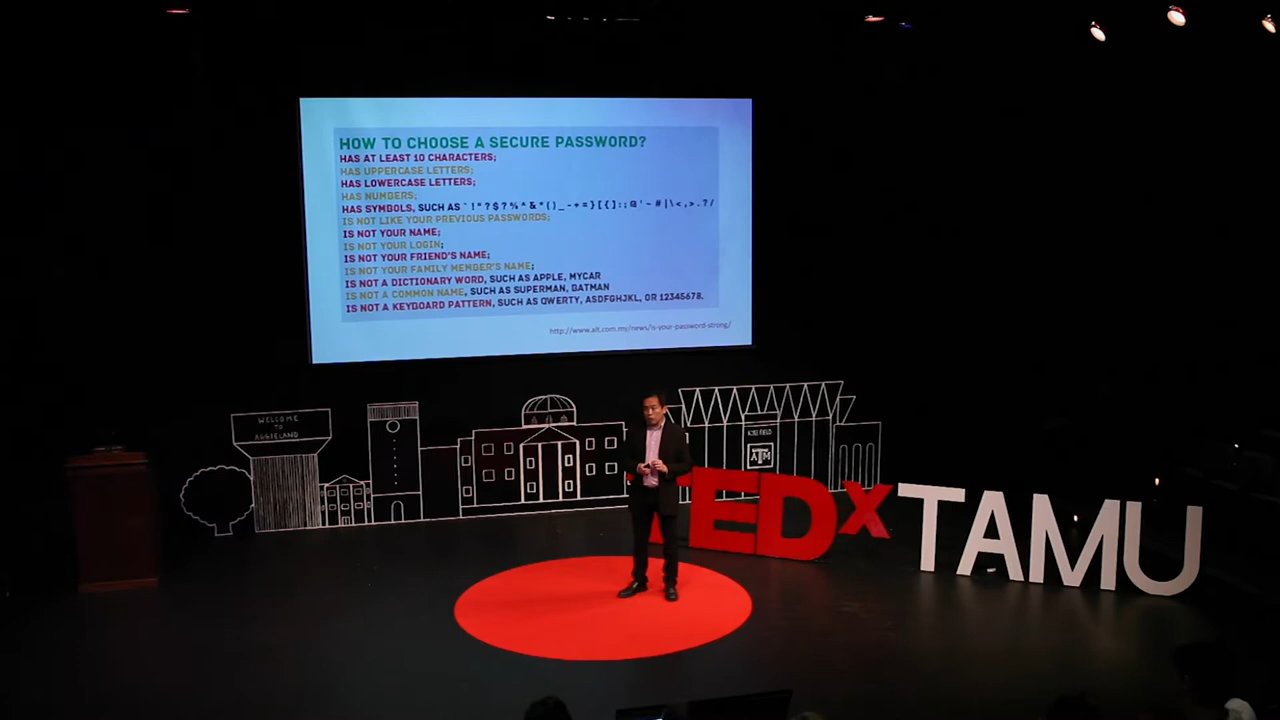 HOW TO CHOOSE A SECURE PASSWORD?
HAS AT LEAST 10 CHARACTERS;
HAS UPPERCASE LETTERS;
HAS LOWERCASE LETTERS;
HAS NUMBERS;
HAS SYMBOLS, SUCH AS ` ! " ? $ ? % ^ & * ( ) _ - + = } [ { ] : ; @ ' ~ # | \ < , > . ? /
IS NOT LIKE YOUR PREVIOUS PASSWORDS;
IS NOT YOUR NAME;
IS NOT YOUR LOGIN;
IS NOT YOUR FRIEND'S NAME;
IS NOT YOUR FAMILY MEMBER'S NAME;
IS NOT A DICTIONARY WORD, SUCH AS APPLE, MYCAR
IS NOT A COMMON NAME, SUCH AS SUPERMAN, BATMAN
IS NOT A KEYBOARD PATTERN, SUCH AS QWERTY, ASDFGHJKL, OR 12345678.
http://www.ait.com.my/news/is-your-password-strong/
WELCOME
TO
AGGIELAND
FIELD
ATM
TEDxTAMU